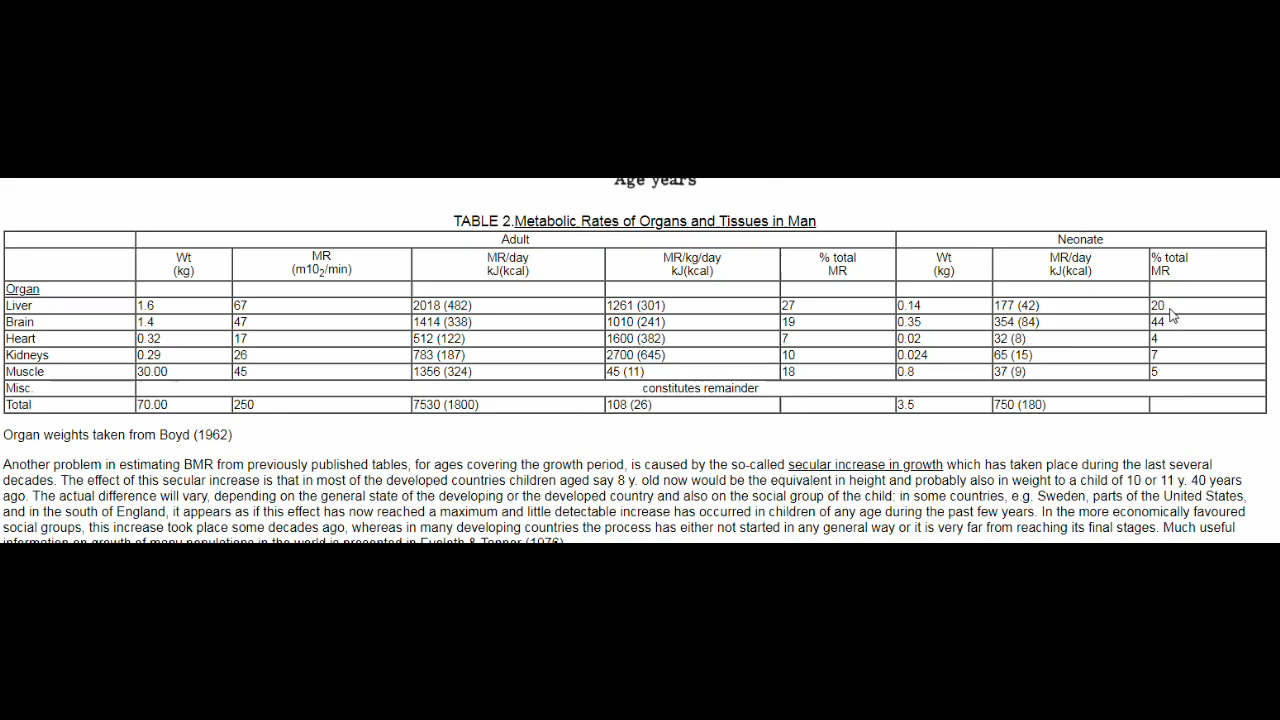 Age years
TABLE 2.Metabolic Rates of Organs and Tissues in Man
Adult Neonate
Wt (kg) MR (m102/min) MR/day kJ(kcal) MR/kg/day kJ(kcal) % total MR Wt (kg) MR/day kJ(kcal) % total MR
Organ
Liver 1.6 67 2018 (482) 1261 (301) 27 0.14 177 (42) 20
Brain 1.4 47 1414 (338) 1010 (241) 19 0.35 354 (84) 44
Heart 0.32 17 512 (122) 1600 (382) 7 0.02 32 (8) 4
Kidneys 0.29 26 783 (187) 2700 (645) 10 0.024 65 (15) 7
Muscle 30.00 45 1356 (324) 45 (11) 18 0.8 37 (9) 5
Misc. constitutes remainder
Total 70.00 250 7530 (1800) 108 (26) 3.5 750 (180)
Organ weights taken from Boyd (1962)
Another problem in estimating BMR from previously published tables, for ages covering the growth period, is caused by the so-called secular increase in growth which has taken place during the last several
decades. The effect of this secular increase is that in most of the developed countries children aged say 8 y. old now would be the equivalent in height and probably also in weight to a child of 10 or 11 y. 40 years
ago. The actual difference will vary, depending on the general state of the developing or the developed country and also on the social group of the child: in some countries, e.g. Sweden, parts of the United States,
and in the south of England, it appears as if this effect has now reached a maximum and little detectable increase has occurred in children of any age during the past few years. In the more economically favoured
social groups, this increase took place some decades ago, whereas in many developing countries the process has either not started in any general way or it is very far from reaching its final stages. Much useful
information on growth of many populations in the world is presented in Eveleth & Tanner (1976)